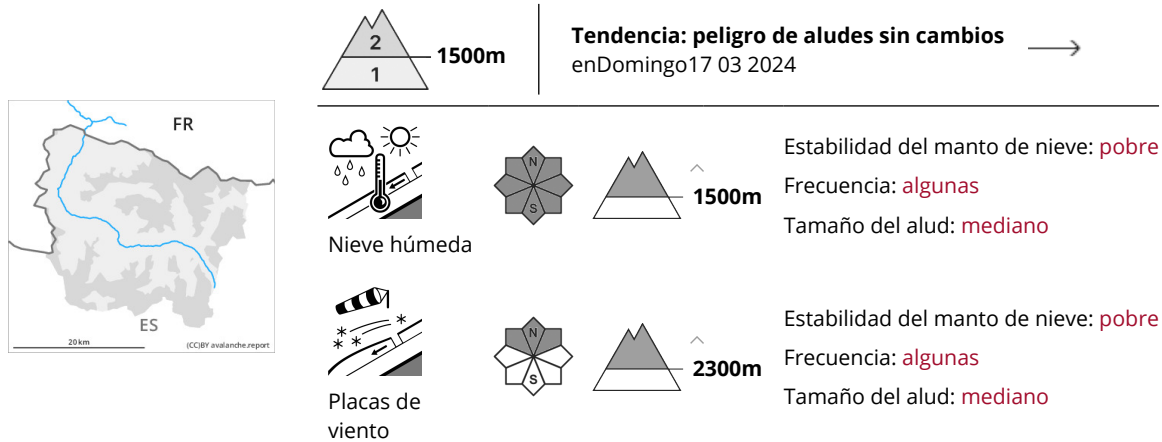 2
1
1500m
Tendencia: peligro de aludes sin cambios
enDomingo17 03 2024
FR
ES
20 km
(CC)BY avalanche.report
Nieve húmeda
N
S
1500m
Estabilidad del manto de nieve: pobre
Frecuencia: algunas
Tamaño del alud: mediano
Placas de
viento
N
S
2300m
Estabilidad del manto de nieve: pobre
Frecuencia: algunas
Tamaño del alud: mediano